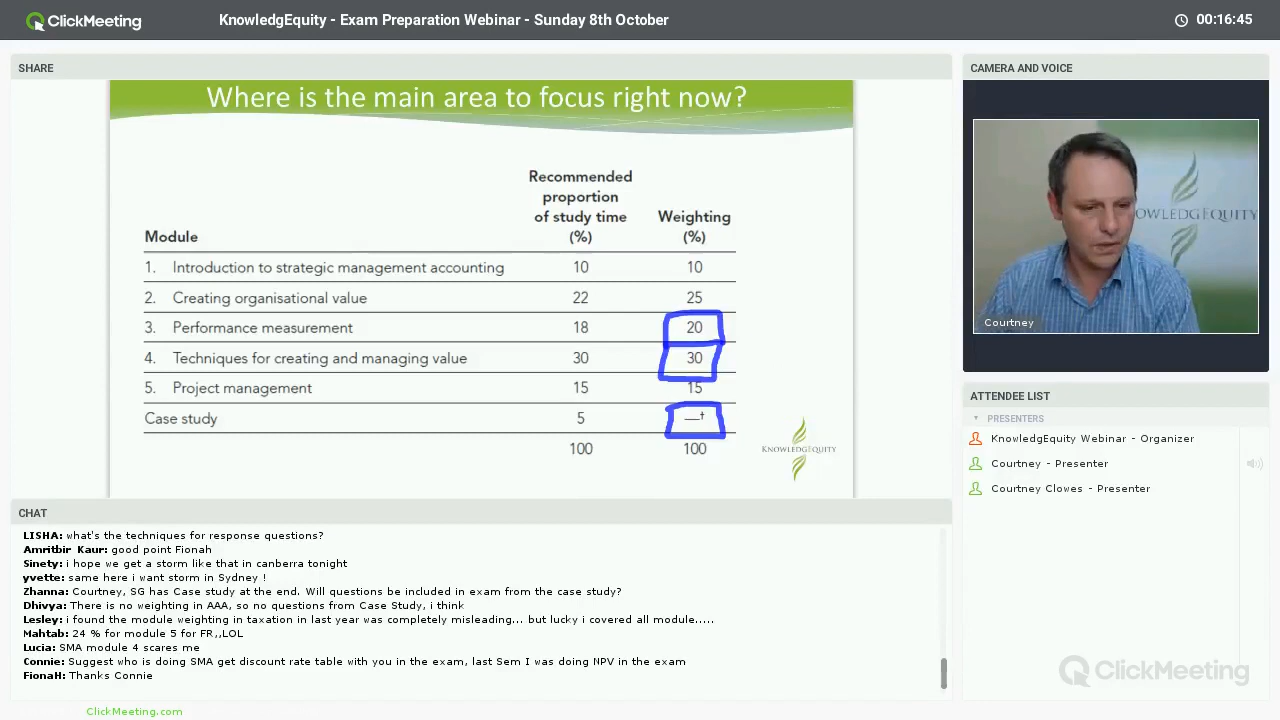 ClickMeeting
KnowledgEquity - Exam Preparation Webinar - Sunday 8th October
00:16:45
SHARE
Where is the main area to focus right now?
Recommended
proportion
of study time
(%)
Weighting
(%)
Module
1. Introduction to strategic management accounting 10 10
2. Creating organisational value 22 25
3. Performance measurement 18 20
4. Techniques for creating and managing value 30 30
5. Project management 15 15
Case study 5 —†
100 100
KNOWLEDGEQUITY
CAMERA AND VOICE
OWLEDGEQUITY
Courtney
ATTENDEE LIST
PRESENTERS
KnowledgEquity Webinar - Organizer
Courtney - Presenter
Courtney Clowes - Presenter
CHAT
LISHA: what's the techniques for response questions?
Amritbir Kaur: good point Fionah
Sinety: i hope we get a storm like that in canberra tonight
yvette: same here i want storm in Sydney !
Zhanna: Courtney, SG has Case study at the end. Will questions be included in exam from the case study?
Dhivya: There is no weighting in AAA, so no questions from Case Study, i think
Lesley: i found the module weighting in taxation in last year was completely misleading... but lucky i covered all module.....
Mahtab: 24 % for module 5 for FR,,LOL
Lucia: SMA module 4 scares me
Connie: Suggest who is doing SMA get discount rate table with you in the exam, last Sem I was doing NPV in the exam
FionaH: Thanks Connie
ClickMeeting
ClickMeeting.com